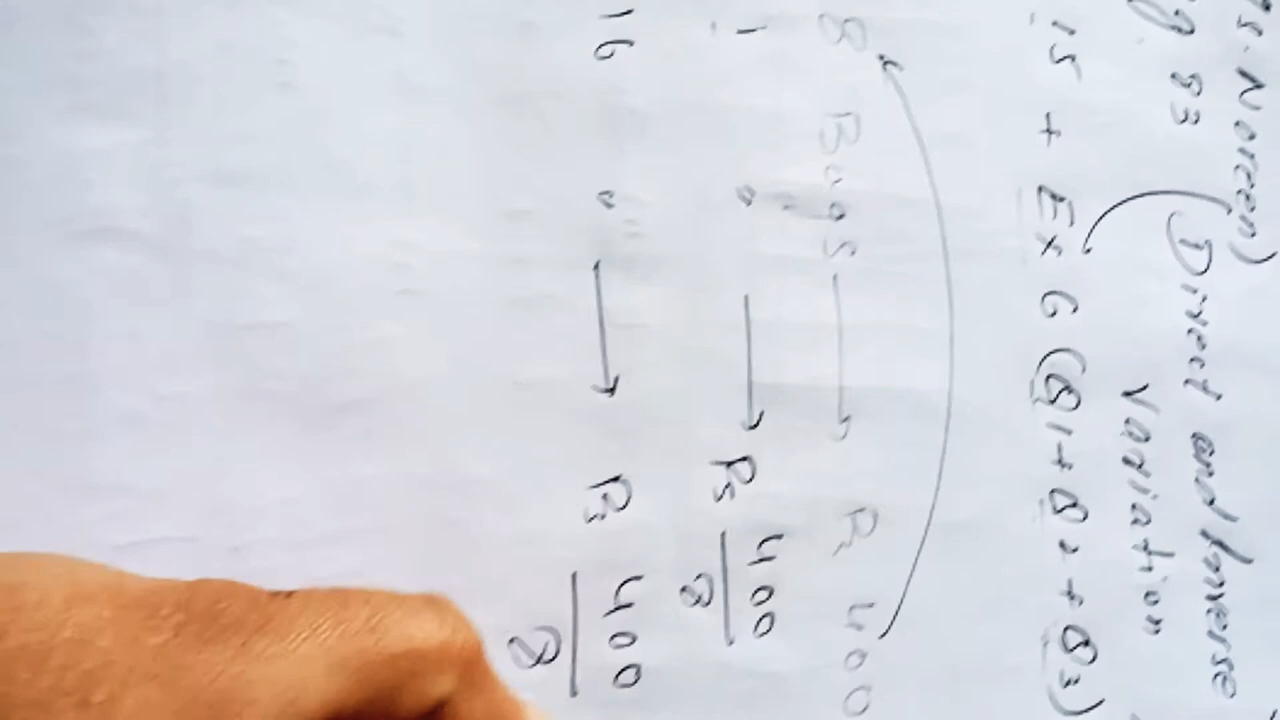 Noreen)
83 (Direct and Inverse
Variation
15 + Ex 6 (Q1+Q2+Q3)
8 Bags → Rs 400
1 " → Rs 400/8
16 " → Rs 400/8